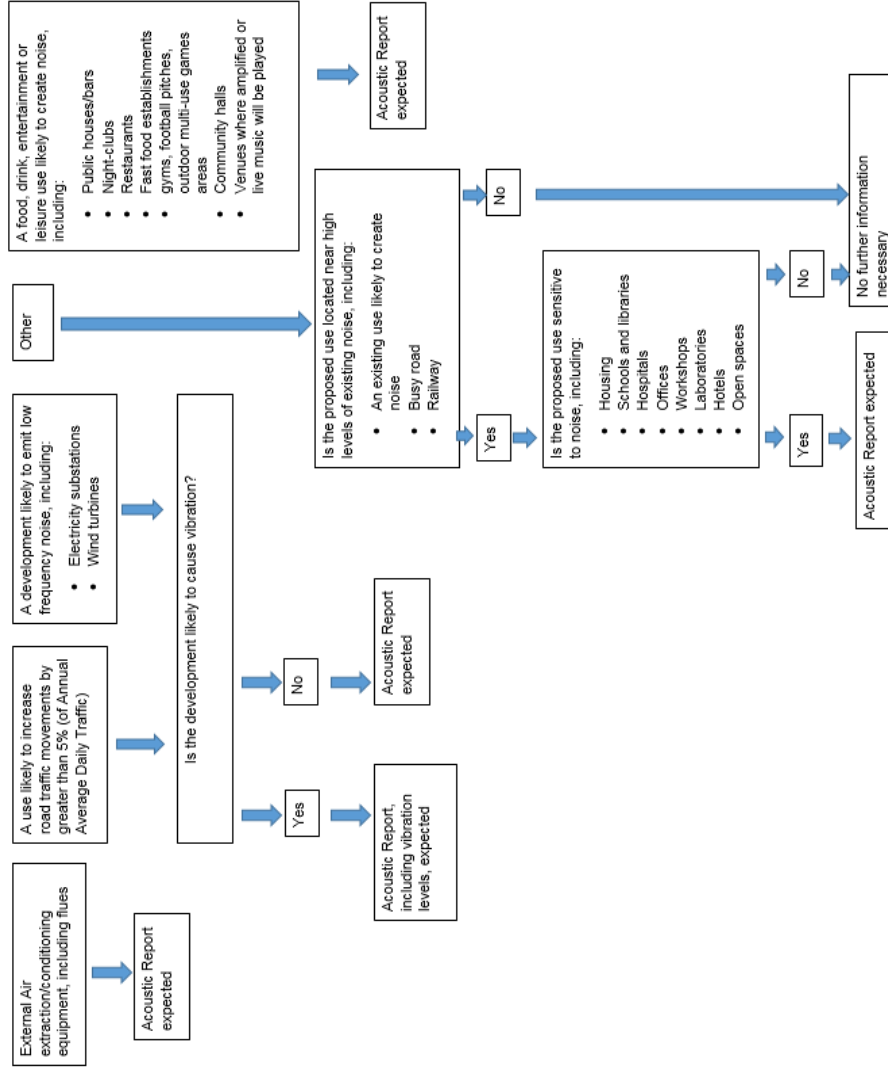 External Air
extraction/conditioning
equipment, including flues
Acoustic Report
expected
A use likely to increase
road traffic movements by
greater than 5% (of Annual
Average Daily Traffic)
A development likely to emit low
frequency noise, including:
• Electricity substations
• Wind turbines
Is the development likely to cause vibration?
Yes
No
Acoustic Report,
including vibration
levels, expected
Acoustic Report
expected
Other
Is the proposed use located near high
levels of existing noise, including:
• An existing use likely to create
noise
• Busy road
• Railway
Yes
No
Is the proposed use sensitive
to noise, including:
• Housing
• Schools and libraries
• Hospitals
• Offices
• Workshops
• Laboratories
• Hotels
• Open spaces
Yes
No
Acoustic Report expected
No further information
necessary
A food, drink, entertainment or
leisure use likely to create noise,
including:
• Public houses/bars
• Night-clubs
• Restaurants
• Fast food establishments
• gyms, football pitches,
outdoor multi-use games
areas
• Community halls
• Venues where amplified or
live music will be played
Acoustic Report
expected